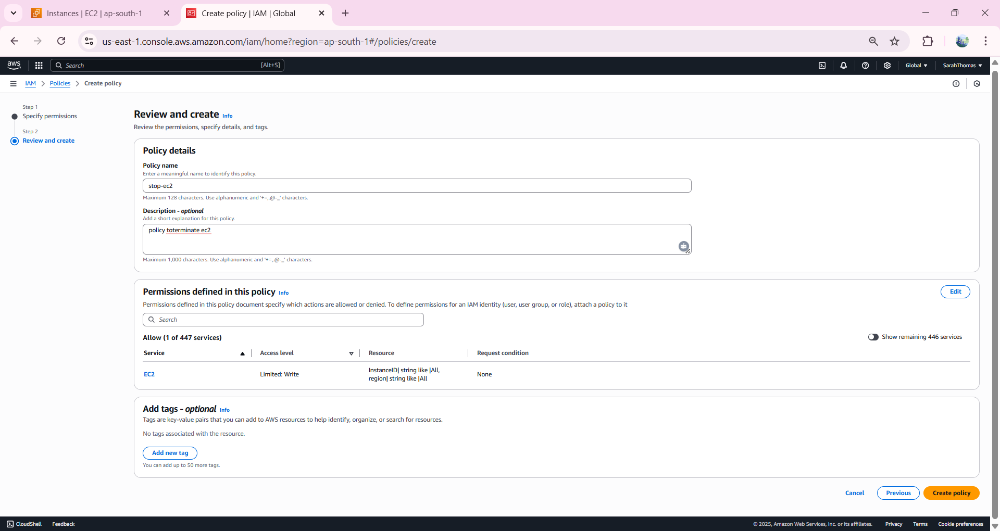 Instances | EC2 | ap-south-1
Create policy | IAM | Global
us-east-1.console.aws.amazon.com/iam/home?region=ap-south-1#/policies/create
aws
Search
[Alt+S]
Global
SarahThomas
IAM
Policies
Create policy
Step 1
Specify permissions
Step 2
Review and create
Review and create Info
Review the permissions, specify details, and tags.
Policy details
Policy name
Enter a meaningful name to identify this policy.
stop-ec2
Maximum 128 characters. Use alphanumeric and '+=,.@-_' characters.
Description - optional
Add a short explanation for this policy.
policy toterminate ec2
Maximum 1,000 characters. Use alphanumeric and '+=,.@-_' characters.
Permissions defined in this policy Info
Edit
Permissions defined in this policy document specify which actions are allowed or denied. To define permissions for an IAM identity (user, user group, or role), attach a policy to it
Search
Allow (1 of 447 services)
Show remaining 446 services
Service
Access level
Resource
Request condition
EC2
Limited: Write
InstanceID| string like |All,
region| string like |All
None
Add tags - optional Info
Tags are key-value pairs that you can add to AWS resources to help identify, organize, or search for resources.
No tags associated with the resource.
Add new tag
You can add up to 50 more tags.
Cancel
Previous
Create policy
CloudShell
Feedback
© 2025, Amazon Web Services, Inc. or its affiliates.
Privacy
Terms
Cookie preferences